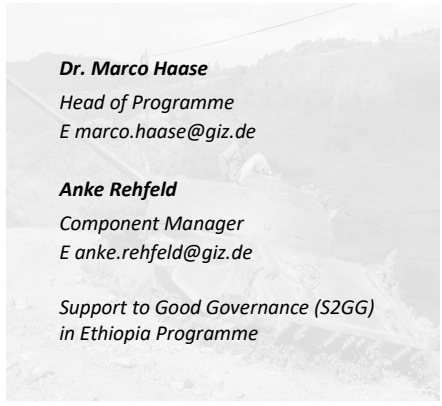 Dr. Marco Haase
Head of Programme
E marco.haase@giz.de
Anke Rehfeld
Component Manager
E anke.rehfeld@giz.de
Support to Good Governance (S2GG)
in Ethiopia Programme